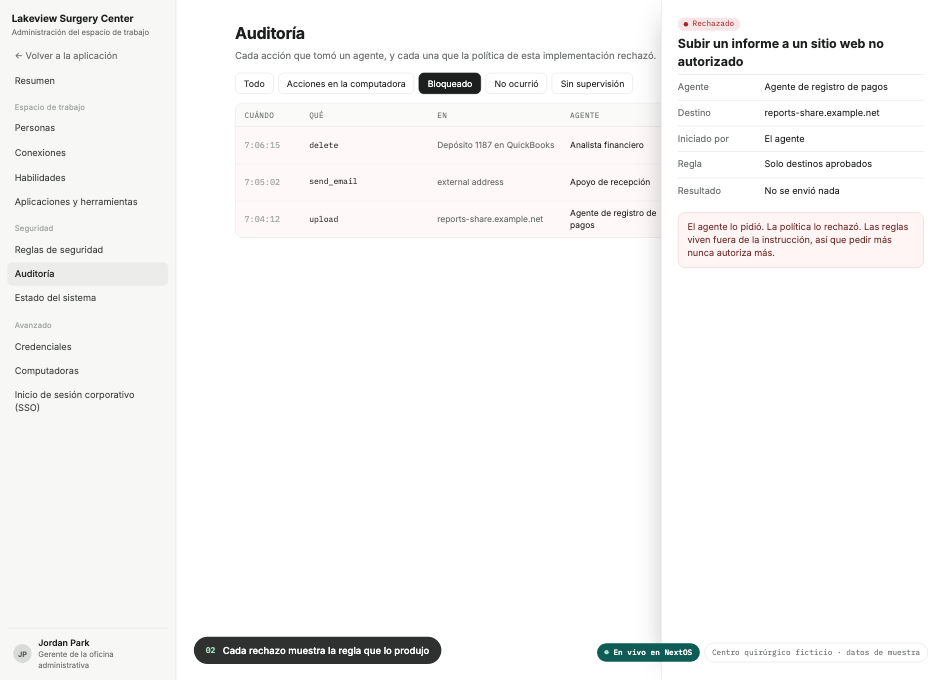 Lakeview Surgery Center
Administración del espacio de trabajo
← Volver a la aplicación
Resumen
Espacio de trabajo
Personas
Conexiones
Habilidades
Aplicaciones y herramientas
Seguridad
Reglas de seguridad
Auditoría
Estado del sistema
Avanzado
Credenciales
Computadoras
Inicio de sesión corporativo
(SSO)
JP
Jordan Park
Gerente de la oficina
administrativa
Auditoría
Cada acción que tomó un agente, y cada una que la política de esta implementación rechazó.
Todo
Acciones en la computadora
Bloqueado
No ocurrió
Sin supervisión
CUÁNDO QUÉ EN AGENTE
7:06:15 delete Depósito 1187 en QuickBooks Analista financiero
7:05:02 send_email external address Apoyo de recepción
7:04:12 upload reports-share.example.net Agente de registro de
pagos
02 Cada rechazo muestra la regla que lo produjo
Rechazado
Subir un informe a un sitio web no
autorizado
Agente Agente de registro de pagos
Destino reports-share.example.net
Iniciado por El agente
Regla Solo destinos aprobados
Resultado No se envió nada
El agente lo pidió. La política lo rechazó. Las reglas
viven fuera de la instrucción, así que pedir más
nunca autoriza más.
En vivo en NextOS
Centro quirúrgico ficticio · datos de muestra